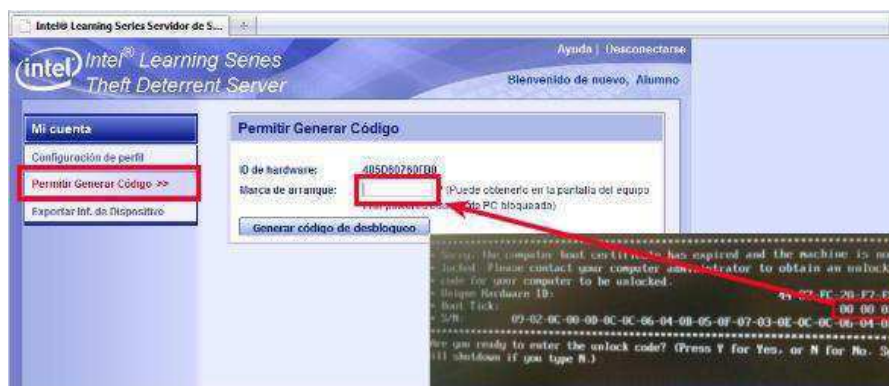 Intel® Learning Series Servidor de S...
intel Intel® Learning Series
Theft Deterrent Server
Ayuda | Desconectarse
Bienvenido de nuevo, Alumno
Mi cuenta
Configuración de perfil
Permitir Generar Código >>
Exportar Inf. de Dispositivo
Permitir Generar Código
ID de hardware:
Marca de arranque: * (Puede obtenerlo en la pantalla del equipo
PC bloqueada)
Generar código de desbloqueo
Sorry, the computer boot certificate has expired and the machine is
locked. Please contact your computer administrator to obtain an unlock
code for your computer to be unlocked.
Unique Hardware ID:
Boot Tick: 00-00
S/N: 09-02-0C-00-0D-0C-0C-06-04-0B-05-0F-07-03-0E-0C-0C-06-04
Are you ready to enter the unlock code? (Press Y for Yes, or N for No.
ill shutdown if you type N.)